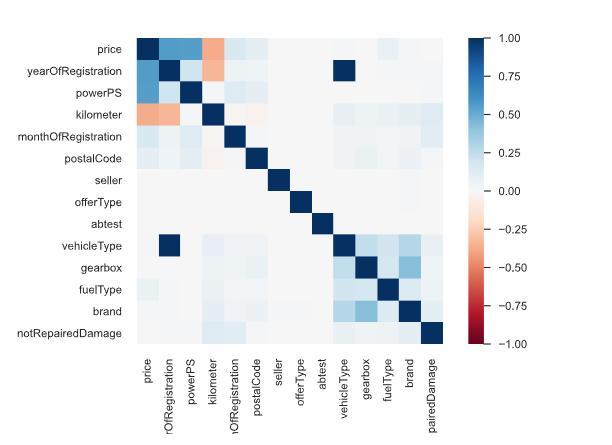 price
yearOfRegistration
powerPS
kilometer
monthOfRegistration
postalCode
seller
offerType
abtest
vehicleType
gearbox
fuelType
brand
notRepairedDamage
price
rOfRegistration
powerPS
kilometer
hOfRegistration
postalCode
seller
offerType
abtest
vehicleType
gearbox
fuelType
brand
pairedDamage
1.00
0.75
0.50
0.25
0.00
−0.25
−0.50
−0.75
−1.00